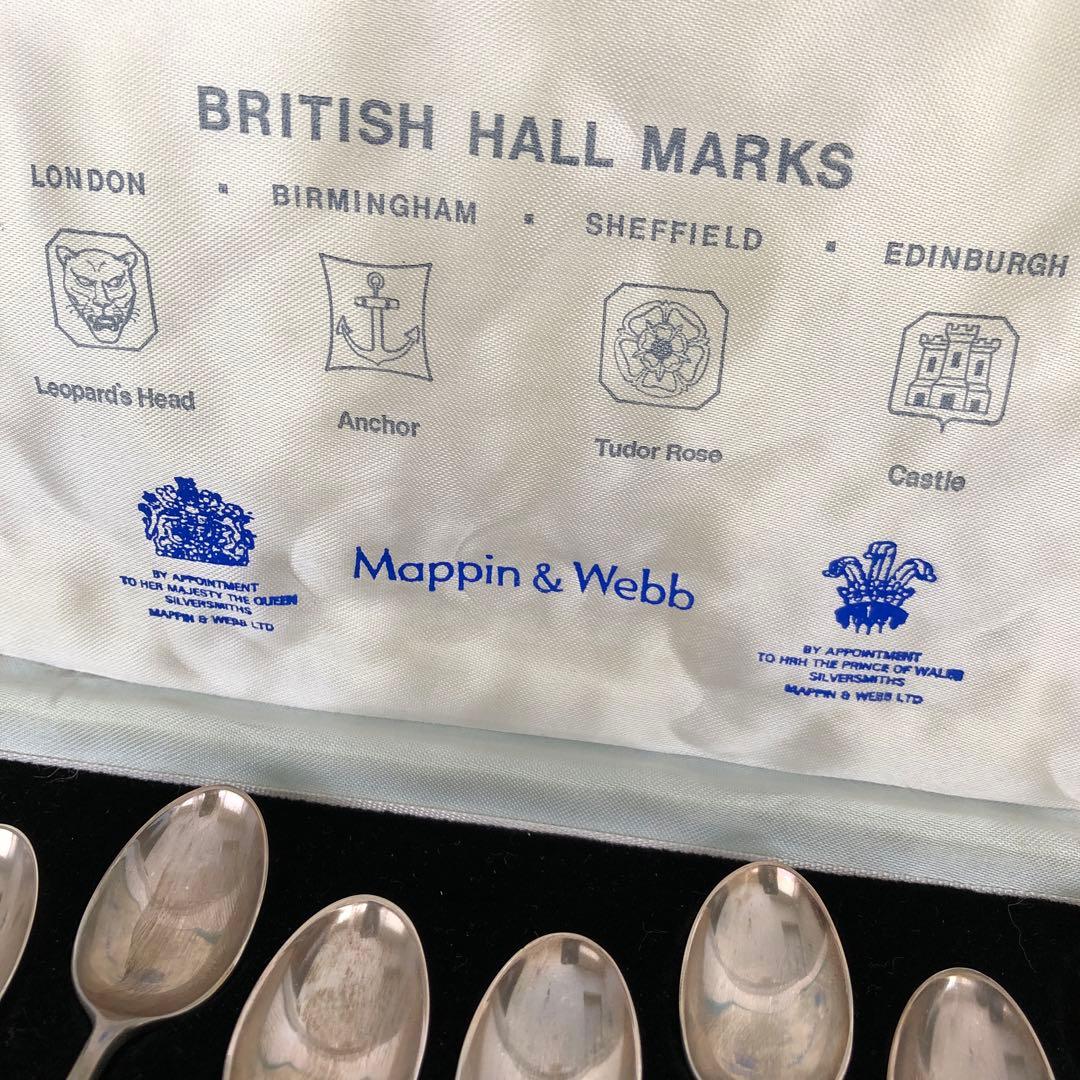 BRITISH HALL MARKS
LONDON ▪ BIRMINGHAM ▪ SHEFFIELD ▪ EDINBURGH
Leopard's Head
Anchor
Tudor Rose
Castle
BY APPOINTMENT
TO HER MAJESTY THE QUEEN
SILVERSMITHS
MAPPIN & WEBB LTD
Mappin & Webb
BY APPOINTMENT
TO HRH THE PRINCE OF WALES
SILVERSMITHS
MAPPIN & WEBB LTD